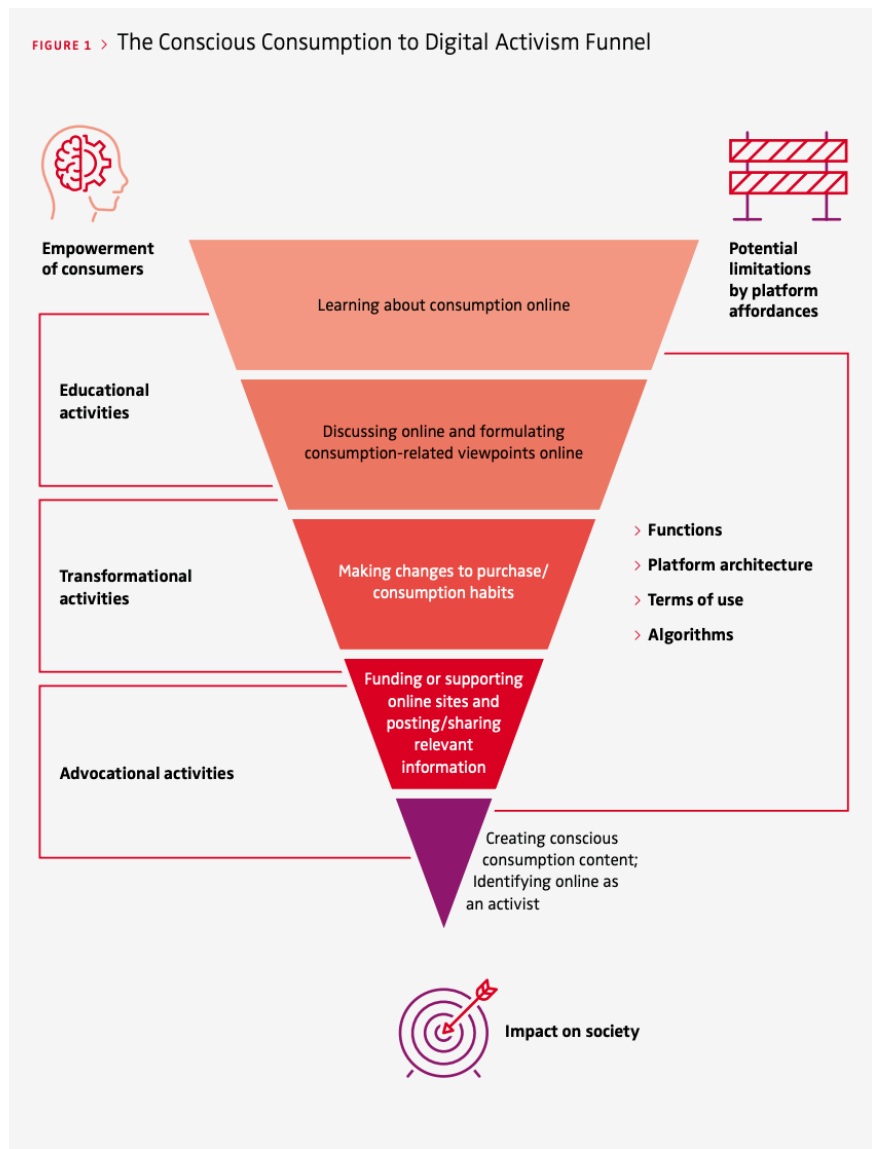 FIGURE 1 > The Conscious Consumption to Digital Activism Funnel
Empowerment
of consumers
Potential
limitations
by platform
affordances
Learning about consumption online
Educational
activities
Discussing online and formulating
consumption-related viewpoints online
Transformational
activities
Making changes to purchase/
consumption habits
> Functions
> Platform architecture
> Terms of use
> Algorithms
Advocational activities
Funding or supporting
online sites and
posting/sharing
relevant
information
Creating conscious
consumption content;
Identifying online as
an activist
Impact on society